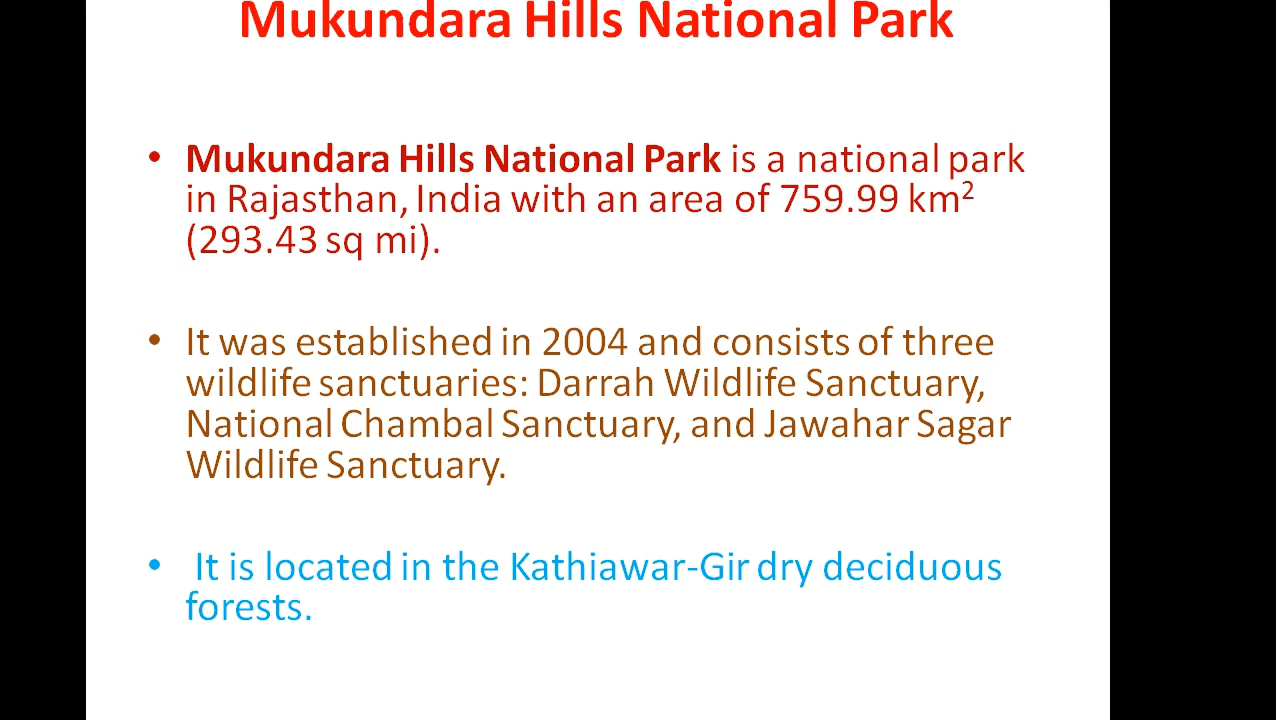 Mukundara Hills National Park
• Mukundara Hills National Park is a national park
in Rajasthan, India with an area of 759.99 km²
(293.43 sq mi).
• It was established in 2004 and consists of three
wildlife sanctuaries: Darrah Wildlife Sanctuary,
National Chambal Sanctuary, and Jawahar Sagar
Wildlife Sanctuary.
• It is located in the Kathiawar-Gir dry deciduous
forests.